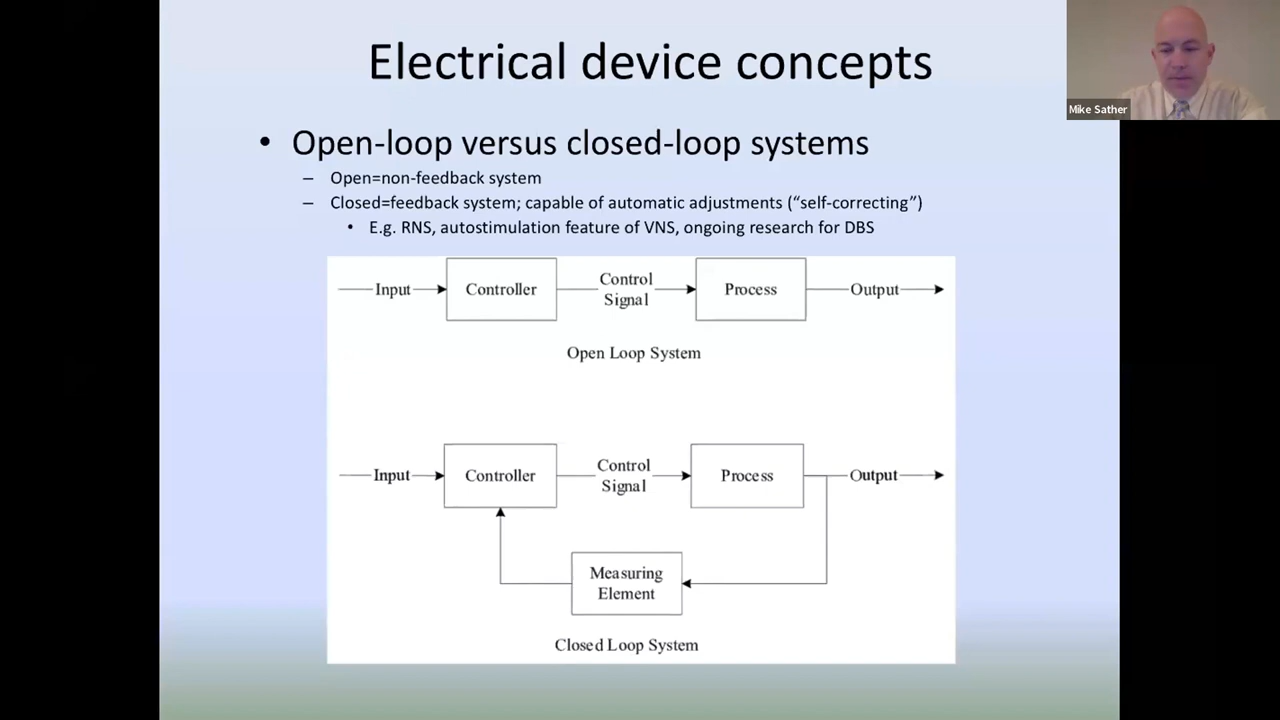 Electrical device concepts
Mike Sather
• Open-loop versus closed-loop systems
– Open=non-feedback system
– Closed=feedback system; capable of automatic adjustments (“self-correcting”)
• E.g. RNS, autostimulation feature of VNS, ongoing research for DBS
Input Controller Control Signal Process Output
Open Loop System
Input Controller Control Signal Process Output
Measuring
Element
Closed Loop System